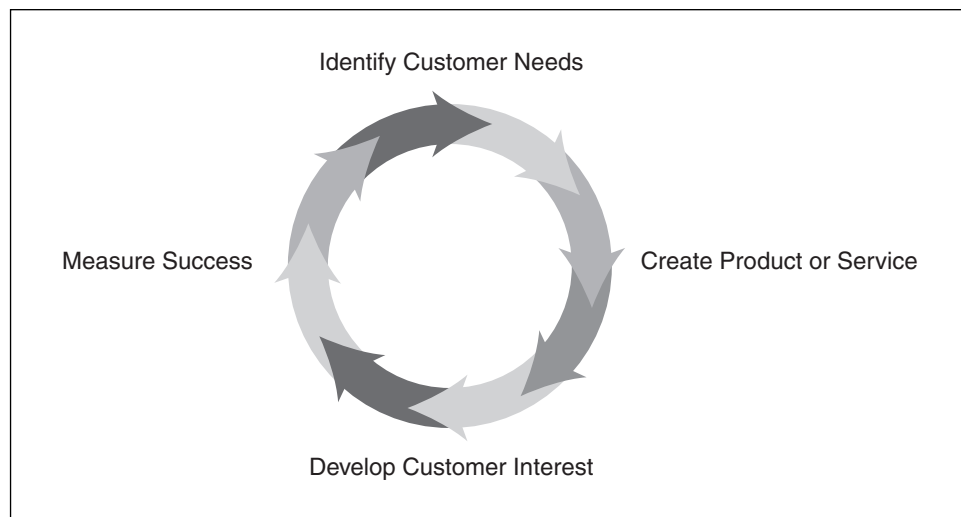 Identify Customer Needs
Create Product or Service
Develop Customer Interest
Measure Success